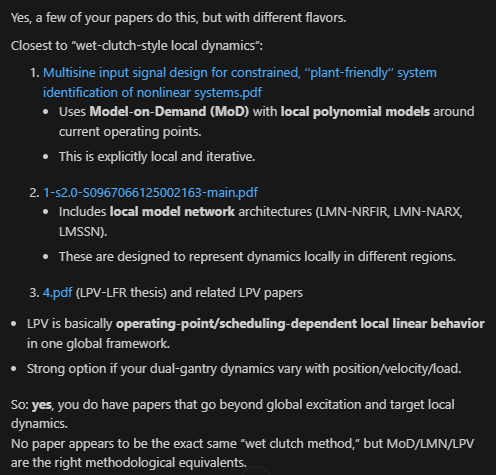 Yes, a few of your papers do this, but with different flavors.
Closest to “wet-clutch-style local dynamics”:
1. Multisine input signal design for constrained, ‘‘plant-friendly’’ system
identification of nonlinear systems.pdf
• Uses Model-on-Demand (MoD) with local polynomial models around
current operating points.
• This is explicitly local and iterative.
2. 1-s2.0-S0967066125002163-main.pdf
• Includes local model network architectures (LMN-NRFIR, LMN-NARX,
LMSSN).
• These are designed to represent dynamics locally in different regions.
3. 4.pdf (LPV-LFR thesis) and related LPV papers
• LPV is basically operating-point/scheduling-dependent local linear behavior
in one global framework.
• Strong option if your dual-gantry dynamics vary with position/velocity/load.
So: yes, you do have papers that go beyond global excitation and target local
dynamics.
No paper appears to be the exact same “wet clutch method,” but MoD/LMN/LPV
are the right methodological equivalents.